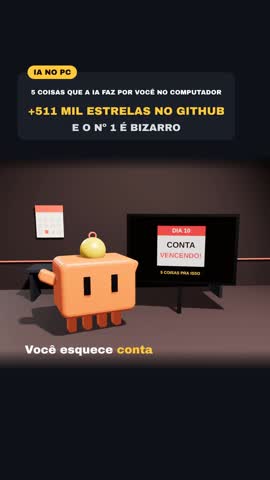 IA NO PC
5 COISAS QUE A IA FAZ POR VOCÊ NO COMPUTADOR
+511 MIL ESTRELAS NO GITHUB
E O Nº 1 É BIZARRO
DIA 10
CONTA
VENCENDO!
5 COISAS PRA ISSO
Você esquece conta